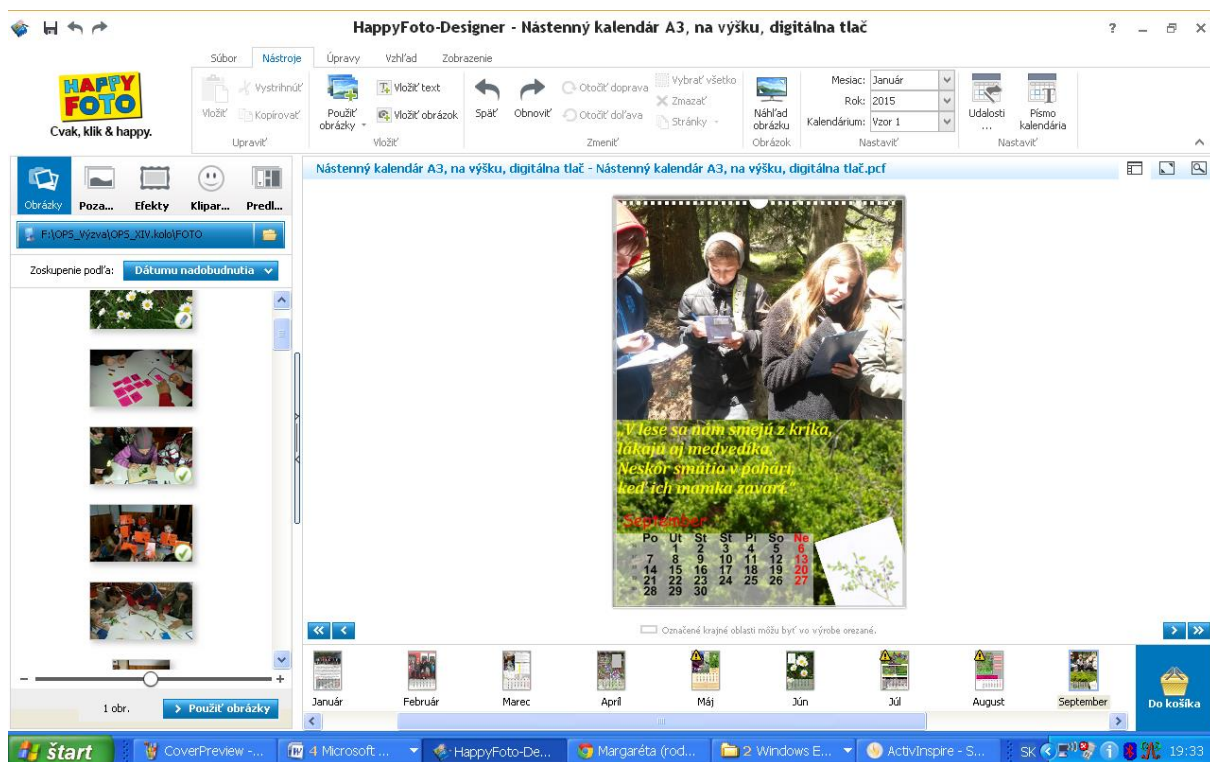 HappyFoto-Designer - Nástenný kalendár A3, na výšku, digitálna tlač
Súbor Nástroje Úpravy Vzhľad Zobrazenie
HAPPY
FOTO
Cvak, klik & happy.
Vložiť
Vystrihnúť
Kopírovať
Upraviť
Použiť
obrázky
Vložiť text
Vložiť obrázok
Vložiť
Späť
Obnoviť
Otočiť doprava
Otočiť doľava
Vybrať všetko
Zmazať
Stránky
Zmeniť
Náhľad
obrázku
Obrázok
Mesiac: Január
Rok: 2015
Kalendárium: Vzor 1
Nastaviť
Udalosti
...
Písmo
kalendária
Nastaviť
Obrázky Poza... Efekty Klipar... Predl...
F:\OPS_Výzva\OPS_XIV.kolo\FOTO
Zoskupenie podľa: Dátumu nadobudnutia
1 obr. Použiť obrázky
Nástenný kalendár A3, na výšku, digitálna tlač - Nástenný kalendár A3, na výšku, digitálna tlač.pcf
„V lese sa nám smejú z kríka,
lákajú aj medvedíka.
Neskôr smútia v pohári,
keď ich mamka zavarí."
September
Po Ut St St Pi So Ne
1 2 3 4 5 6
7 8 9 10 11 12 13
14 15 16 17 18 19 20
21 22 23 24 25 26 27
28 29 30
Označené krajné oblasti môžu byť vo výrobe orezané.
Január Február Marec Apríl Máj Jún Júl August September
Do košíka
štart
CoverPreview -...
4 Microsoft ...
HappyFoto-De...
Margaréta (rod...
2 Windows E...
ActivInspire - S...
SK
19:33